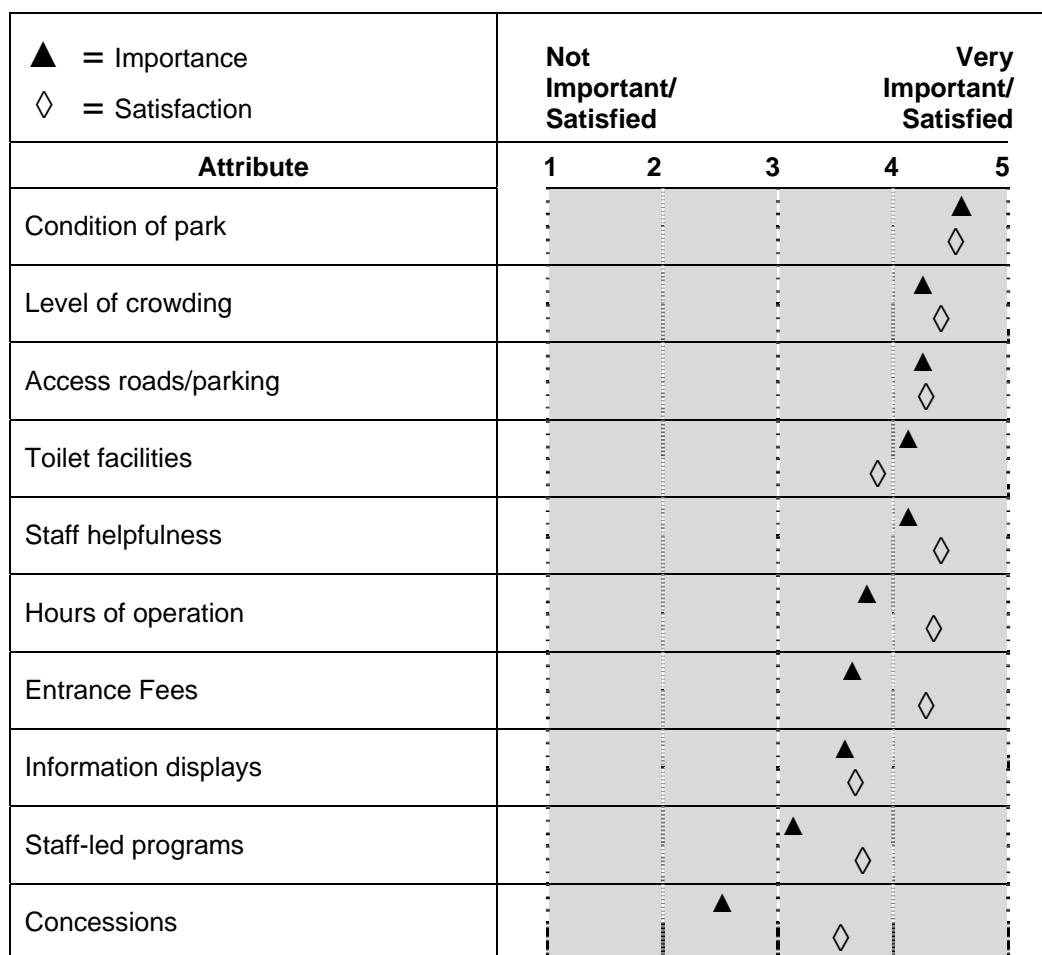 ▲ = Importance
◊ = Satisfaction
Not Important/ Satisfied
Very Important/ Satisfied
Attribute
1 2 3 4 5
Condition of park
Level of crowding
Access roads/parking
Toilet facilities
Staff helpfulness
Hours of operation
Entrance Fees
Information displays
Staff-led programs
Concessions